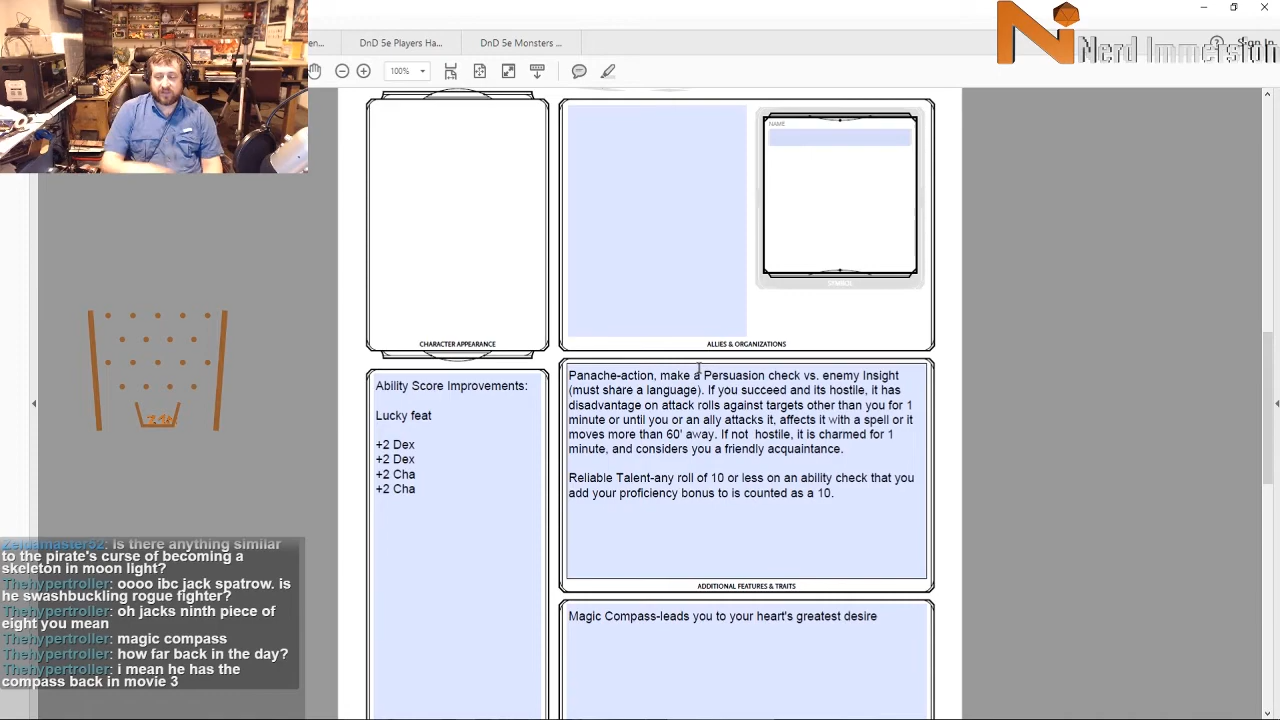 Nerd Immersion
en...
DnD 5e Players Ha...
DnD 5e Monsters ...
Sign In
100%
NAME
SYMBOL
CHARACTER APPEARANCE
ALLIES & ORGANIZATIONS
Ability Score Improvements:
Lucky feat
+2 Dex
+2 Dex
+2 Cha
+2 Cha
Panache-action, make a Persuasion check vs. enemy Insight
(must share a language). If you succeed and its hostile, it has
disadvantage on attack rolls against targets other than you for 1
minute or until you or an ally attacks it, affects it with a spell or it
moves more than 60' away. If not hostile, it is charmed for 1
minute, and considers you a friendly acquaintance.
Reliable Talent-any roll of 10 or less on an ability check that you
add your proficiency bonus to is counted as a 10.
ADDITIONAL FEATURES & TRAITS
Magic Compass-leads you to your heart's greatest desire
Zeldamaster52: Is there anything similar
to the pirate's curse of becoming a
skeleton in moon light?
Thehypertroller: oooo ibc jack spatrow. is
he swashbuckling rogue fighter?
Thehypertroller: oh jacks ninth piece of
eight you mean
Thehypertroller: magic compass
Thehypertroller: how far back in the day?
Thehypertroller: i mean he has the
compass back in movie 3